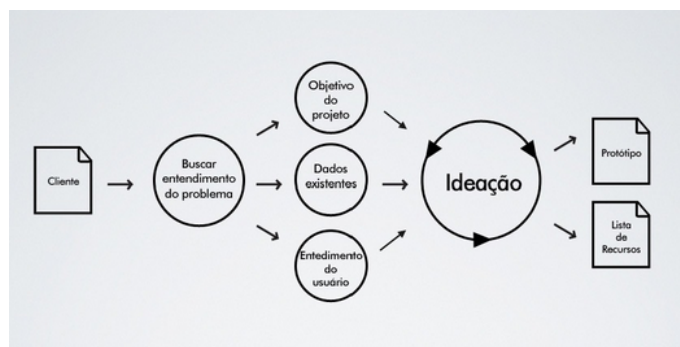 Cliente
Buscar
entendimento
do problema
Objetivo
do
projeto
Dados
existentes
Entedimento
do
usuário
Ideação
Protótipo
Lista
de
Recursos